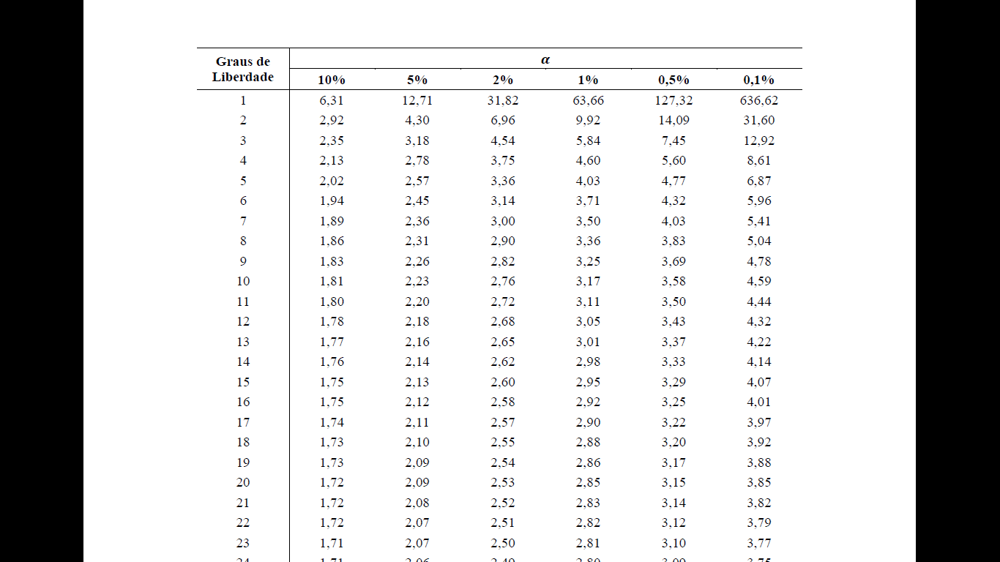 Graus de Liberdade α
10% 5% 2% 1% 0,5% 0,1%
1 6,31 12,71 31,82 63,66 127,32 636,62
2 2,92 4,30 6,96 9,92 14,09 31,60
3 2,35 3,18 4,54 5,84 7,45 12,92
4 2,13 2,78 3,75 4,60 5,60 8,61
5 2,02 2,57 3,36 4,03 4,77 6,87
6 1,94 2,45 3,14 3,71 4,32 5,96
7 1,89 2,36 3,00 3,50 4,03 5,41
8 1,86 2,31 2,90 3,36 3,83 5,04
9 1,83 2,26 2,82 3,25 3,69 4,78
10 1,81 2,23 2,76 3,17 3,58 4,59
11 1,80 2,20 2,72 3,11 3,50 4,44
12 1,78 2,18 2,68 3,05 3,43 4,32
13 1,77 2,16 2,65 3,01 3,37 4,22
14 1,76 2,14 2,62 2,98 3,33 4,14
15 1,75 2,13 2,60 2,95 3,29 4,07
16 1,75 2,12 2,58 2,92 3,25 4,01
17 1,74 2,11 2,57 2,90 3,22 3,97
18 1,73 2,10 2,55 2,88 3,20 3,92
19 1,73 2,09 2,54 2,86 3,17 3,88
20 1,72 2,09 2,53 2,85 3,15 3,85
21 1,72 2,08 2,52 2,83 3,14 3,82
22 1,72 2,07 2,51 2,82 3,12 3,79
23 1,71 2,07 2,50 2,81 3,10 3,77